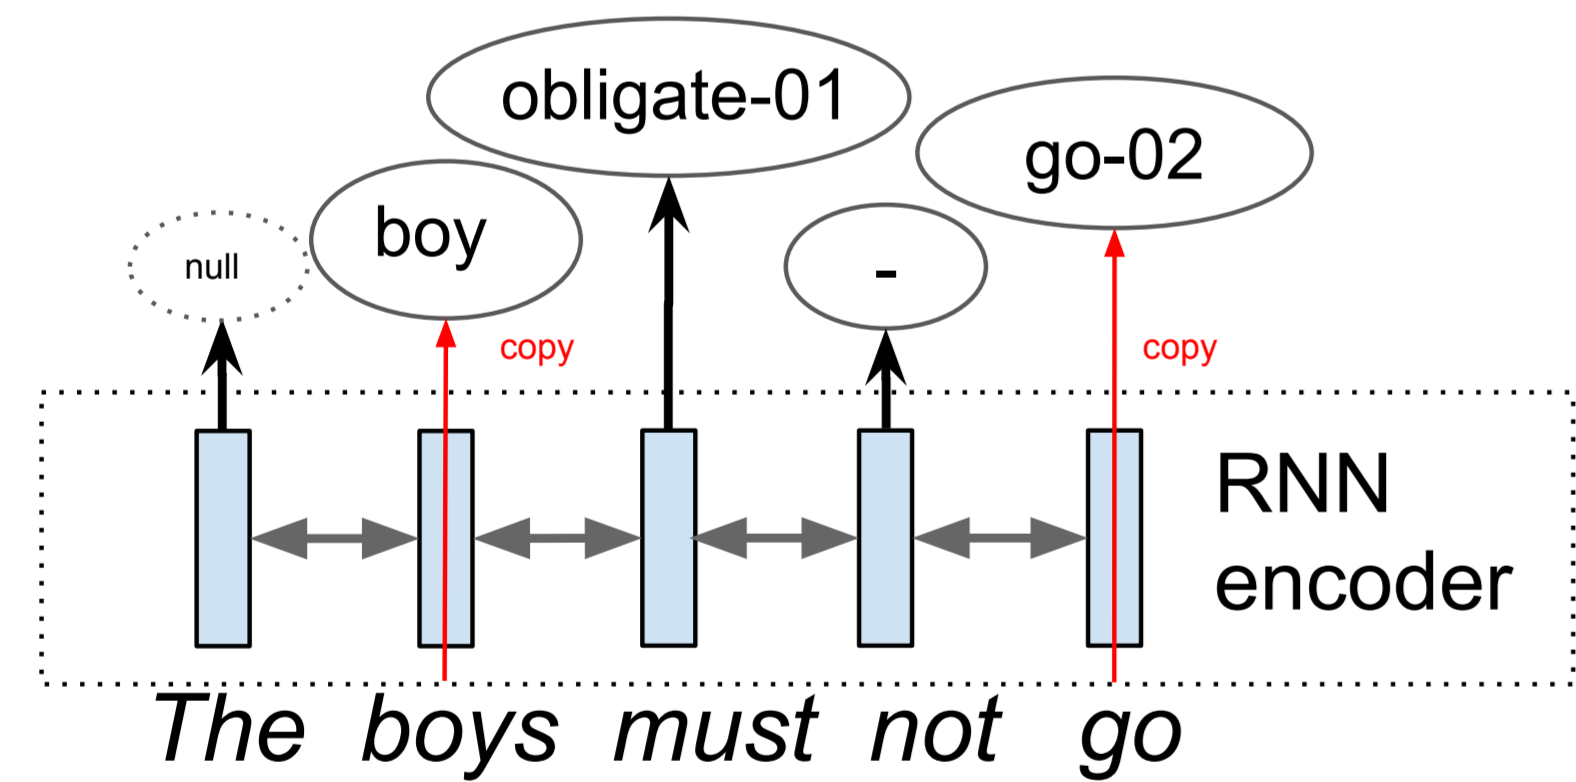 obligate-01
go-02
boy
null
-
copy
copy
RNN
encoder
The boys must not go